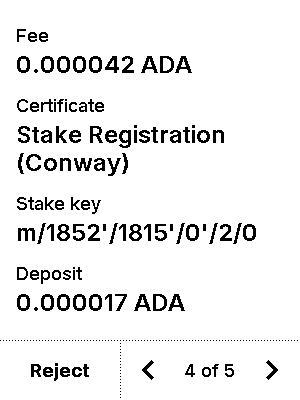 Fee
0.000042 ADA
Certificate
Stake Registration
(Conway)
Stake key
m/1852'/1815'/0'/2/0
Deposit
0.000017 ADA
Reject
4 of 5